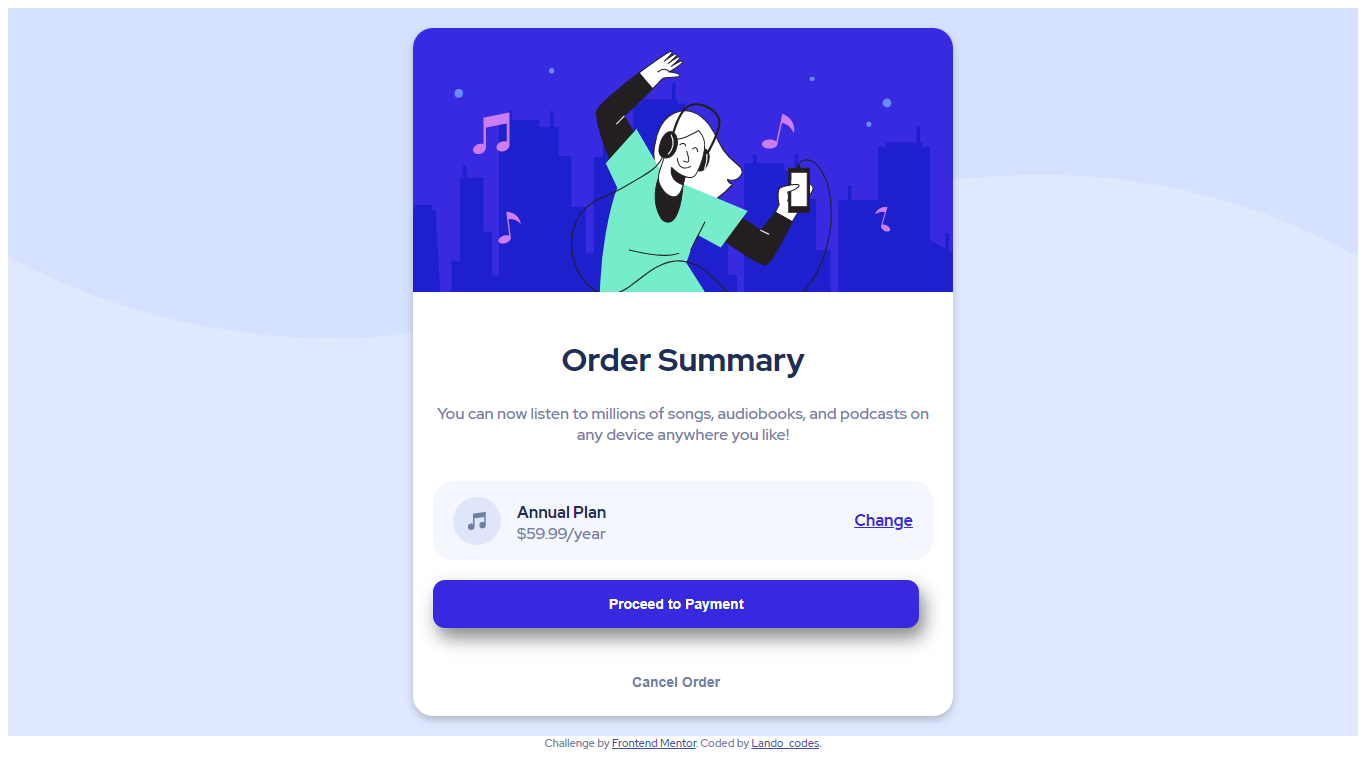 Order Summary
You can now listen to millions of songs, audiobooks, and podcasts on
any device anywhere you like!
Annual Plan
$59.99/year
Change
Proceed to Payment
Cancel Order
Challenge by Frontend Mentor. Coded by Lando_codes.